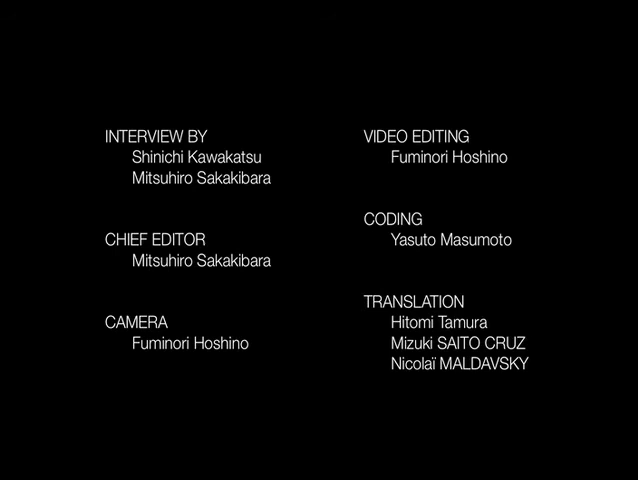 INTERVIEW BY
Shinichi Kawakatsu
Mitsuhiro Sakakibara
CHIEF EDITOR
Mitsuhiro Sakakibara
CAMERA
Fuminori Hoshino
VIDEO EDITING
Fuminori Hoshino
CODING
Yasuto Masumoto
TRANSLATION
Hitomi Tamura
Mizuki SAITO CRUZ
Nicolaï MALDAVSKY